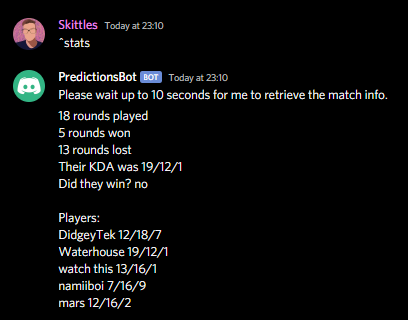 Skittles Today at 23:10
^stats
PredictionsBot BOT Today at 23:10
Please wait up to 10 seconds for me to retrieve the match info.
18 rounds played
5 rounds won
13 rounds lost
Their KDA was 19/12/1
Did they win? no
Players:
DidgeyTek 12/18/7
Waterhouse 19/12/1
watch this 13/16/1
namiiboi 7/16/9
mars 12/16/2